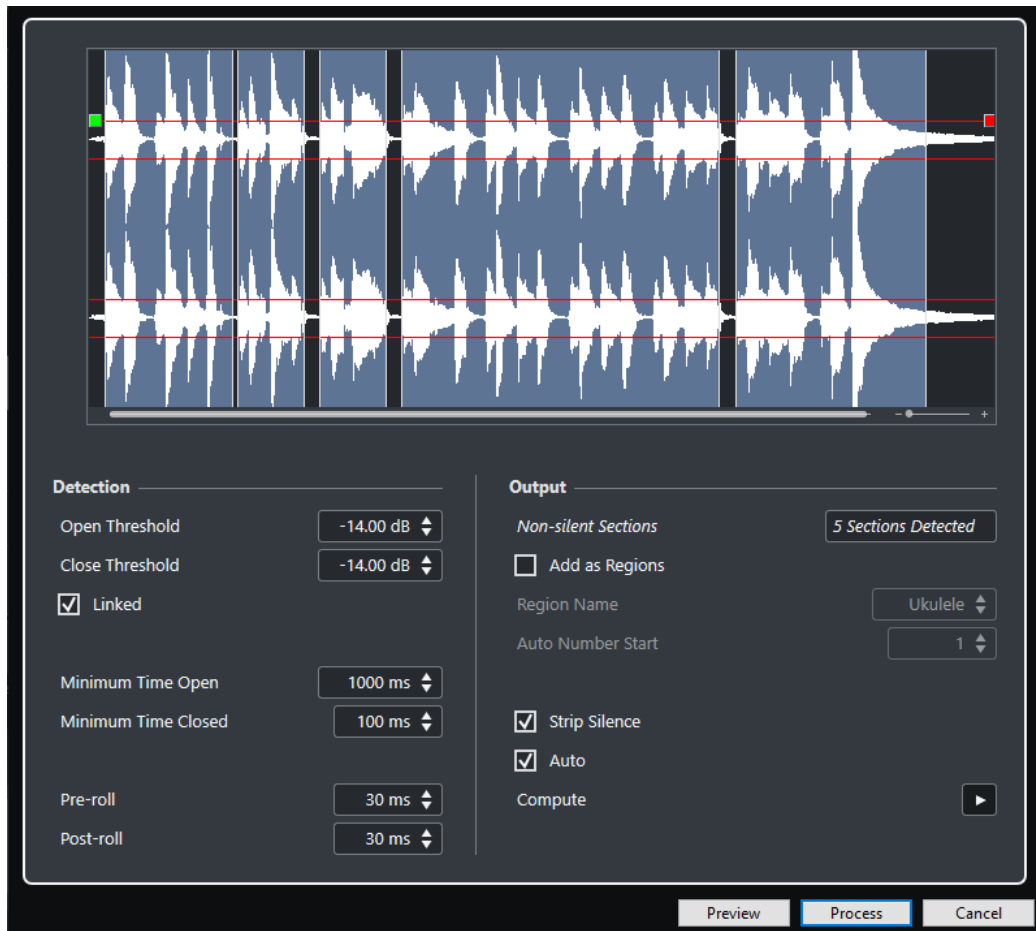 Detection
Open Threshold -14.00 dB
Close Threshold -14.00 dB
Linked
Minimum Time Open 1000 ms
Minimum Time Closed 100 ms
Pre-roll 30 ms
Post-roll 30 ms
Output
Non-silent Sections 5 Sections Detected
Add as Regions
Region Name Ukulele
Auto Number Start 1
Strip Silence
Auto
Compute
Preview Process Cancel